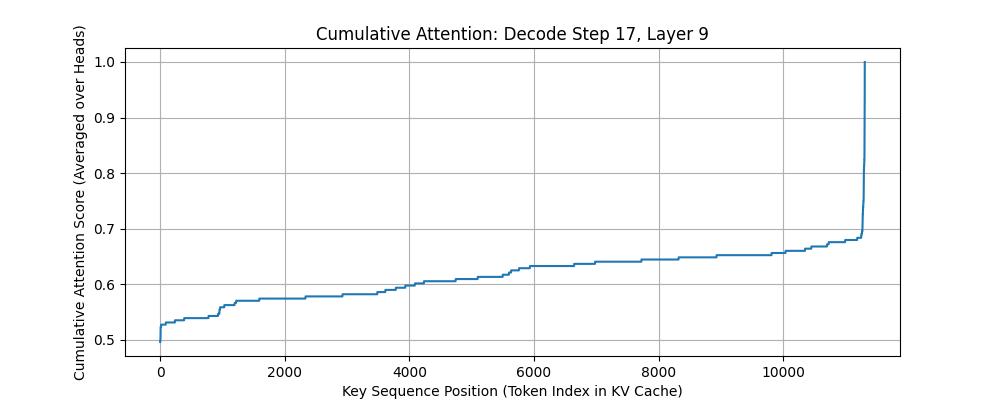 Cumulative Attention: Decode Step 17, Layer 9
Cumulative Attention Score (Averaged over Heads)
1.0
0.9
0.8
0.7
0.6
0.5
0 2000 4000 6000 8000 10000
Key Sequence Position (Token Index in KV Cache)